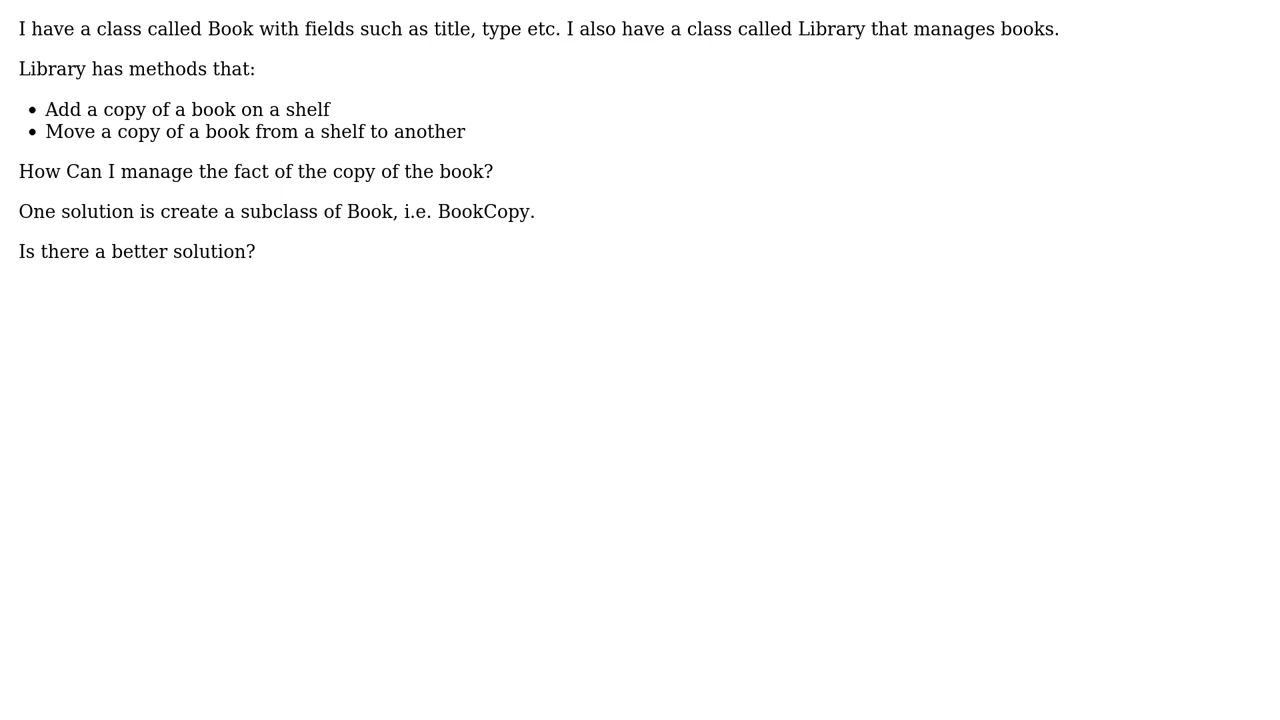 I have a class called Book with fields such as title, type etc. I also have a class called Library that manages books.
Library has methods that:
• Add a copy of a book on a shelf
• Move a copy of a book from a shelf to another
How Can I manage the fact of the copy of the book?
One solution is create a subclass of Book, i.e. BookCopy.
Is there a better solution?